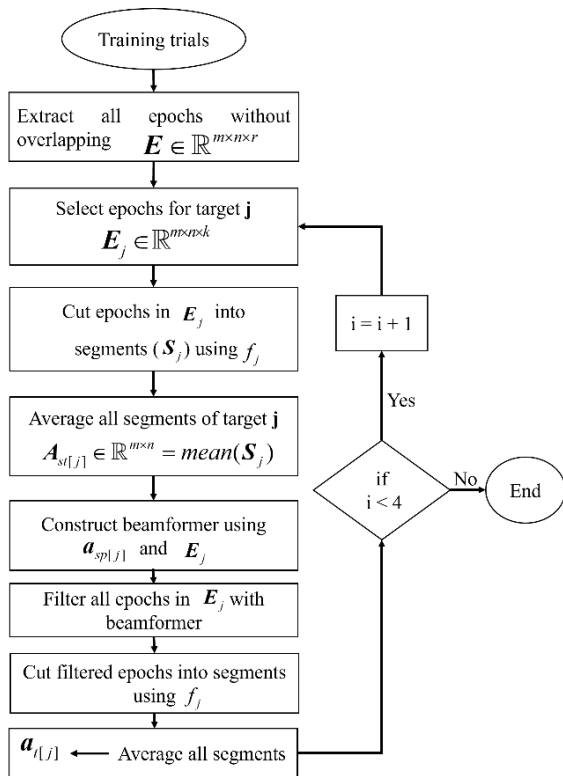 Training trials
Extract all epochs without
overlapping E ∈ ℝ^{m×n×r}
Select epochs for target j
E_j ∈ ℝ^{m×n×k}
Cut epochs in E_j into
segments (S_j) using f_j
Average all segments of target j
A_{st[j]} ∈ ℝ^{m×n} = mean(S_j)
Construct beamformer using
a_{sp[j]} and E_j
Filter all epochs in E_j with
beamformer
Cut filtered epochs into segments
using f_j
a_{t[j]} ← Average all segments
i = i + 1
Yes
if
i < 4
No
End